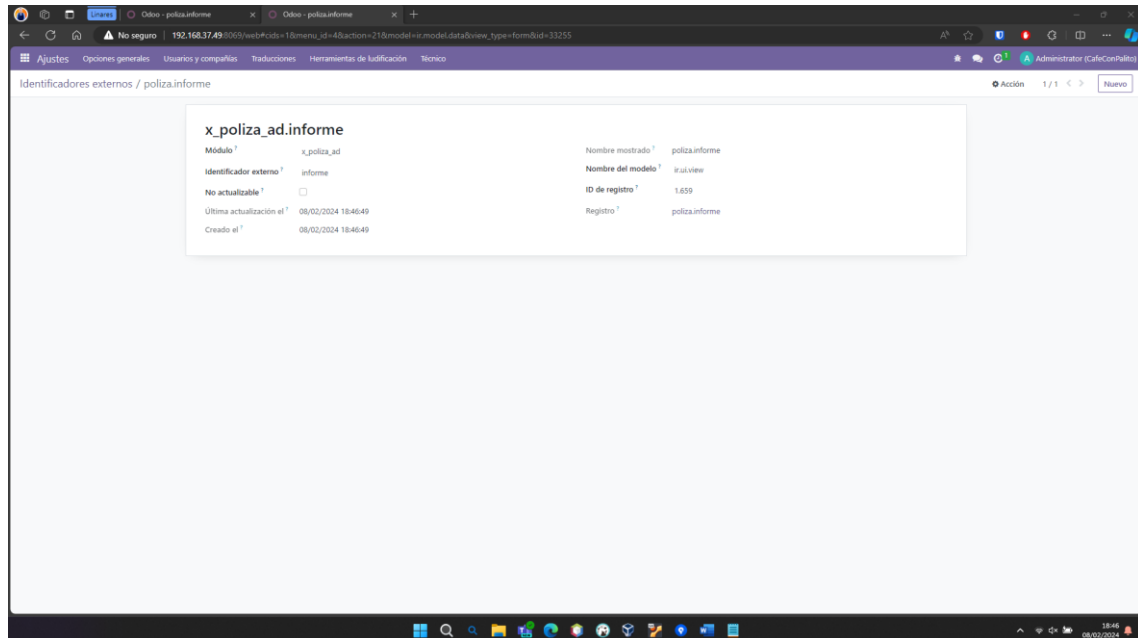 Linares
Odoo - poliza.informe
Odoo - poliza.informe
No seguro
192.168.37.49:8069/web#cids=1&menu_id=4&action=21&model=ir.model.data&view_type=form&id=33255
Ajustes Opciones generales Usuarios y compañías Traducciones Herramientas de ludificación Técnico
1
A Administrator (CafeConPalito)
Identificadores externos / poliza.informe
Acción 1 / 1 Nuevo
x_poliza_ad.informe
Módulo ? x_poliza_ad
Nombre mostrado ? poliza.informe
Identificador externo ? informe
Nombre del modelo ? ir.ui.view
No actualizable ?
ID de registro ? 1.659
Última actualización el ? 08/02/2024 18:46:49
Registro ? poliza.informe
Creado el ? 08/02/2024 18:46:49
18:46
08/02/2024